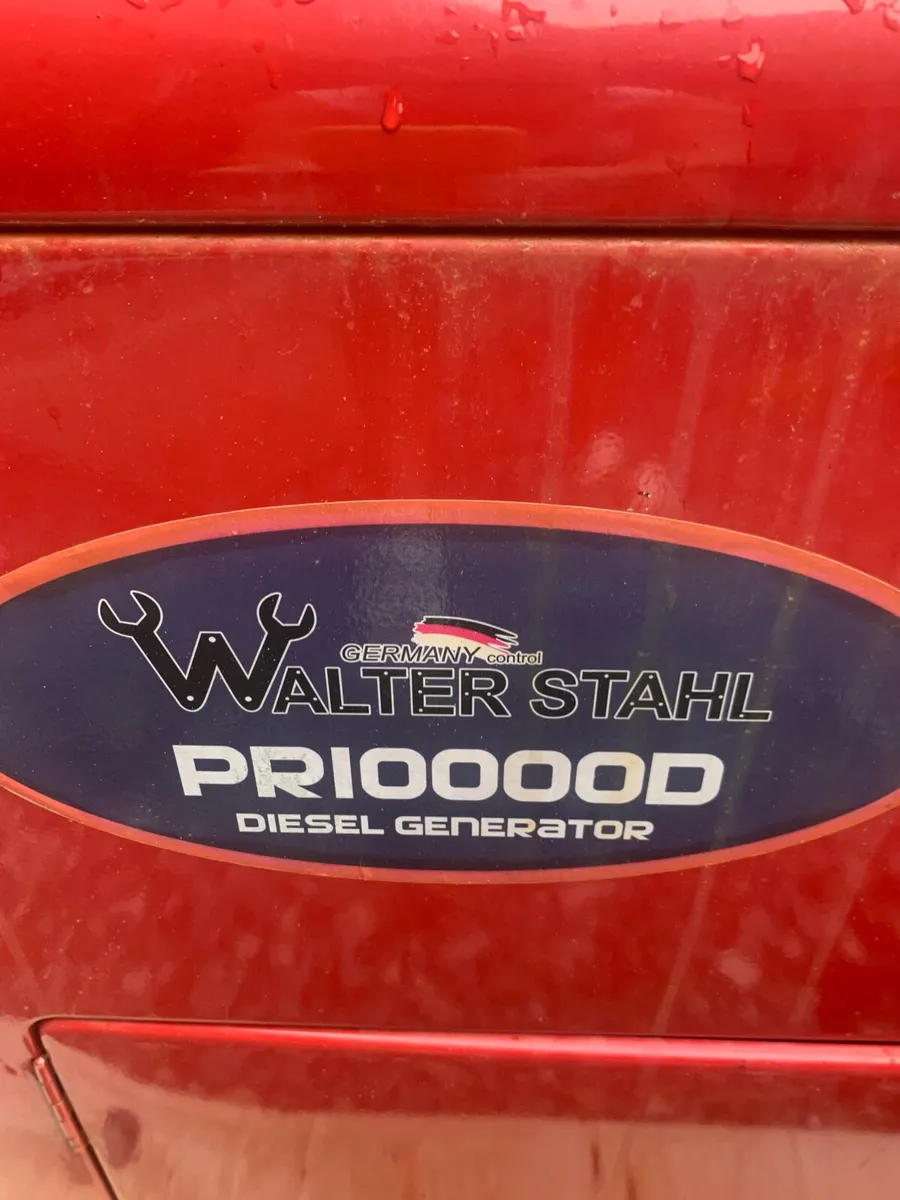 GERMANY control
WALTER STAHL
PR10000D
DIESEL GENERATOR